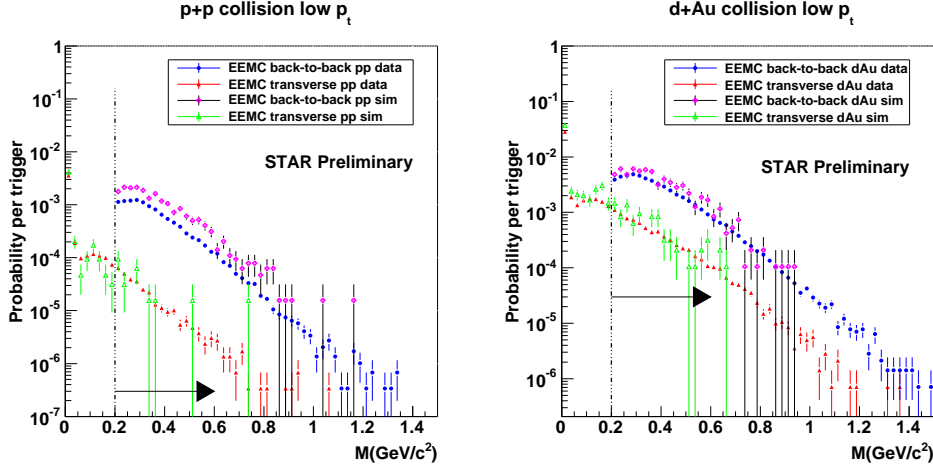 p+p collision low p_t
EEMC back-to-back pp data
EEMC transverse pp data
EEMC back-to-back pp sim
EEMC transverse pp sim
STAR Preliminary
Probability per trigger
1
10^-1
10^-2
10^-3
10^-4
10^-5
10^-6
10^-7
0 0.2 0.4 0.6 0.8 1 1.2 1.4
M(GeV/c^2)
d+Au collision low p_t
EEMC back-to-back dAu data
EEMC transverse dAu data
EEMC back-to-back dAu sim
EEMC transverse dAu sim
STAR Preliminary
Probability per trigger
1
10^-1
10^-2
10^-3
10^-4
10^-5
10^-6
0 0.2 0.4 0.6 0.8 1 1.2 1.4
M(GeV/c^2)